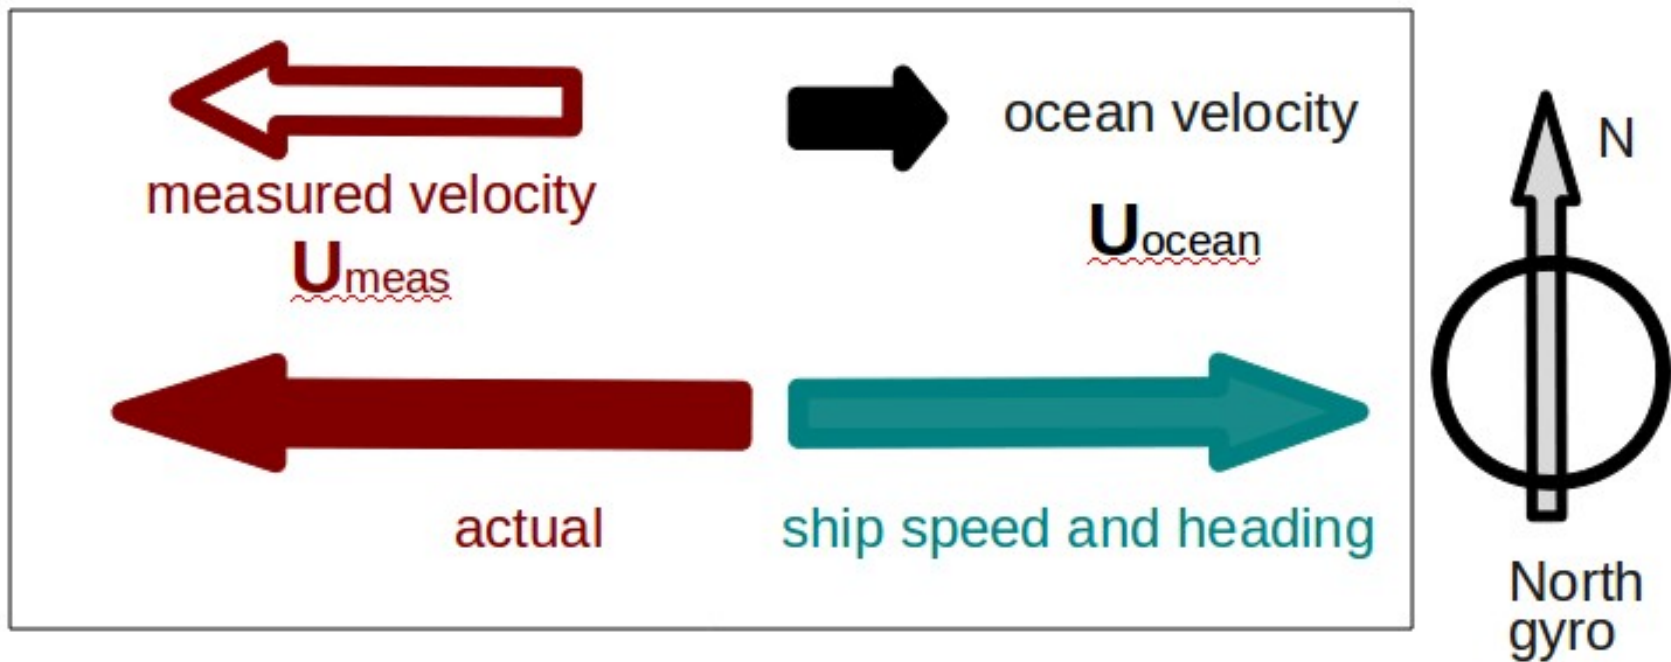 measured velocity
Umeas
ocean velocity
Uocean
actual
ship speed and heading
N
North
gyro